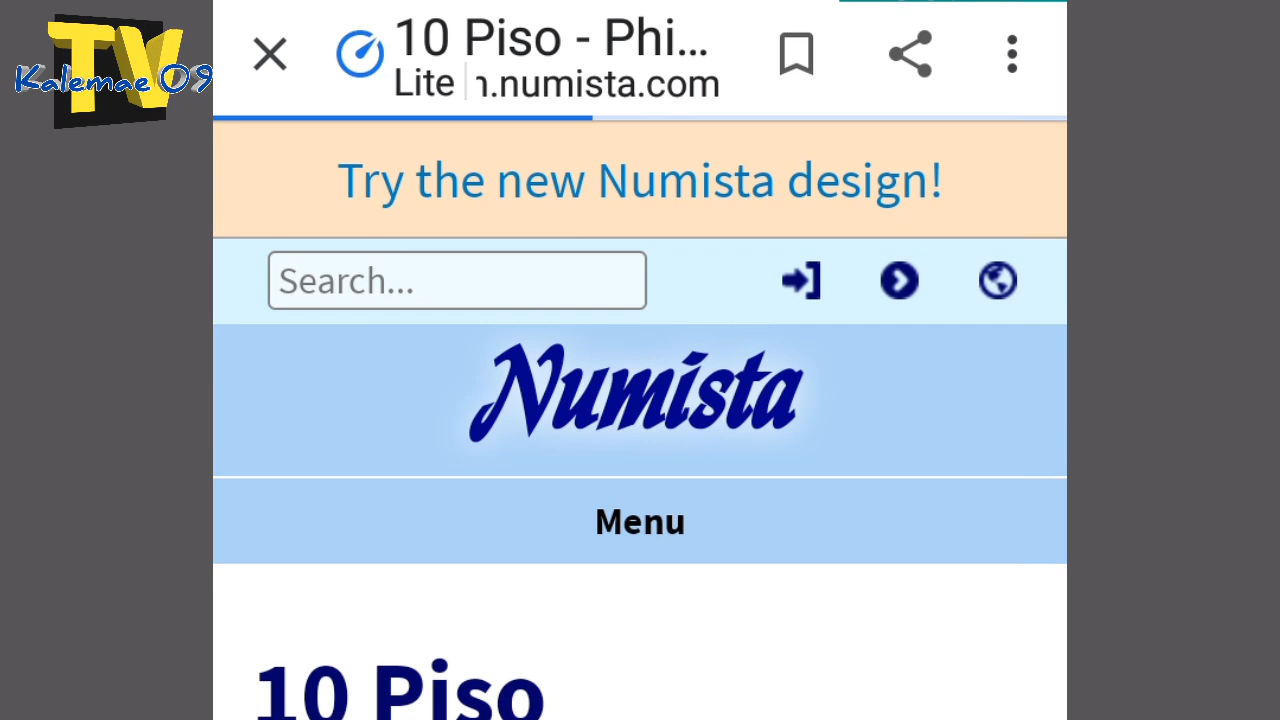 TV
Kalemae 09
10 Piso - Phi...
Lite
n.numista.com
Try the new Numista design!
Search...
Numista
Menu
10 Piso